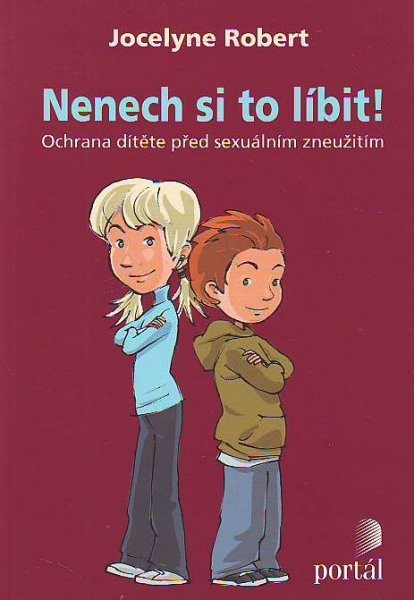 Jocelyne Robert
Nenech si to líbit!
Ochrana dítěte před sexuálním zneužitím
portál